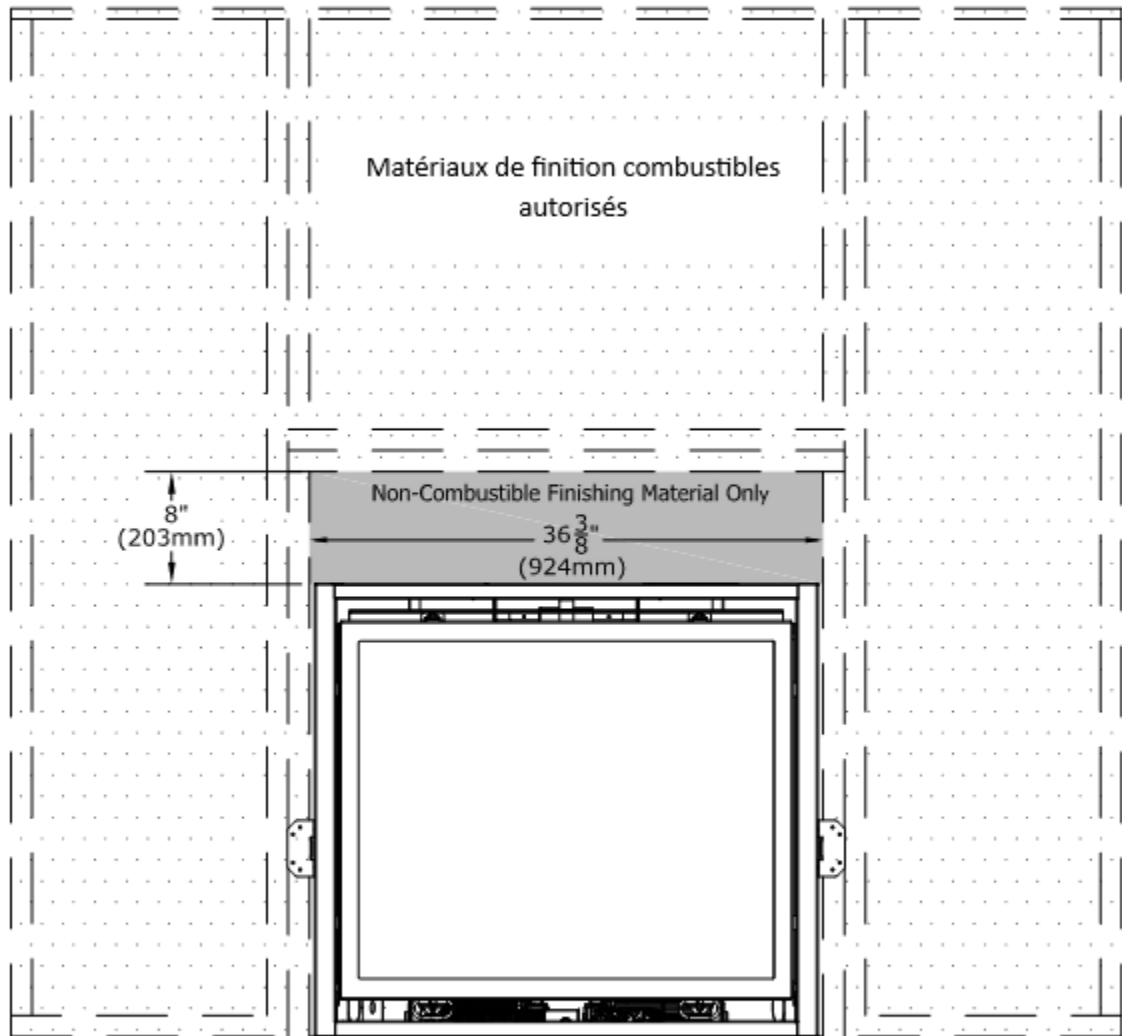 Matériaux de finition combustibles
autorisés
Non-Combustible Finishing Material Only
8"
(203mm)
36 3/8"
(924mm)